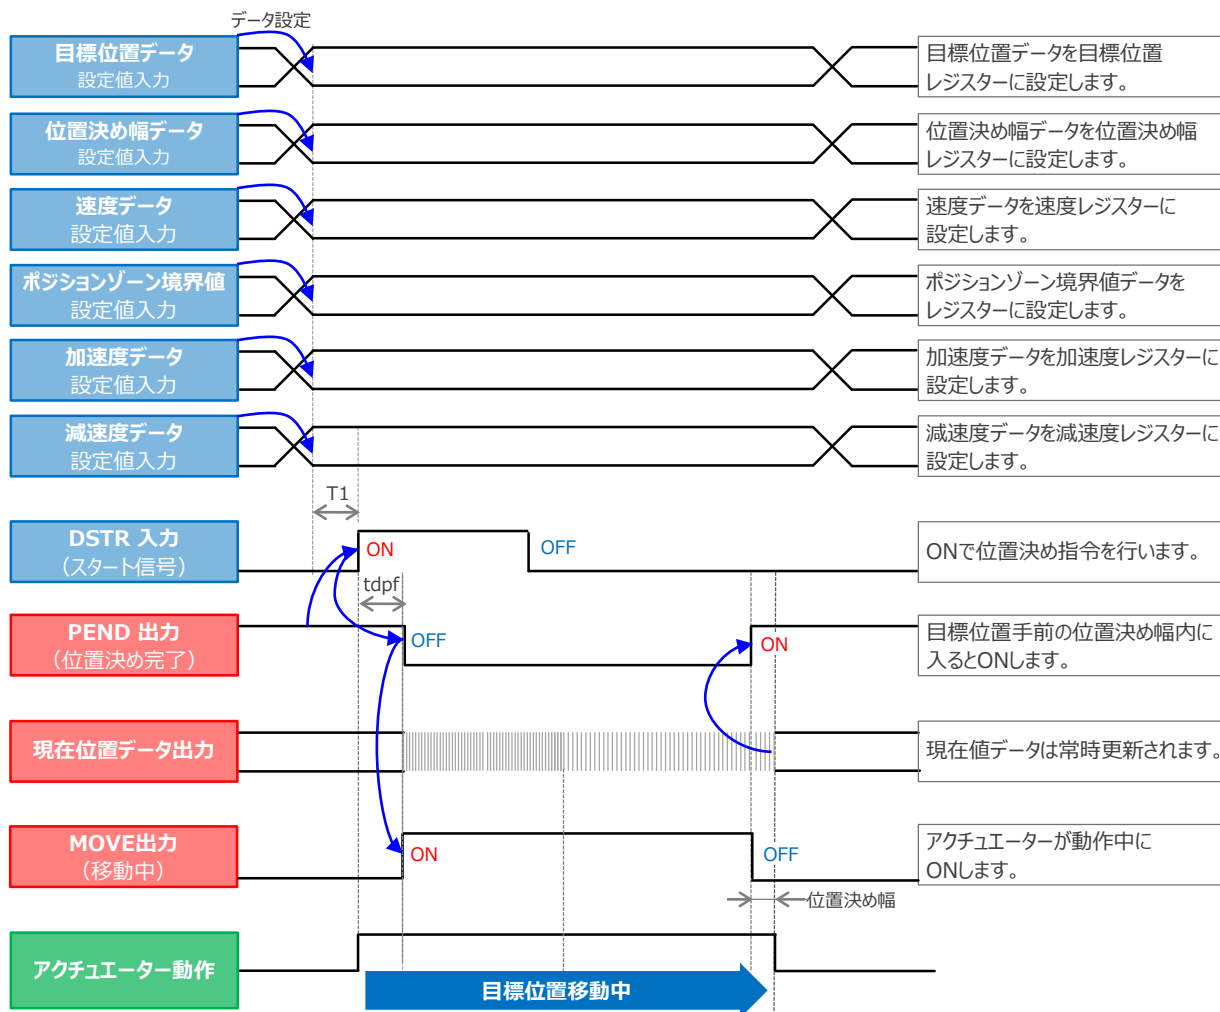 データ設定
目標位置データ
設定値入力
目標位置データを目標位置
レジスターに設定します。
位置決め幅データ
設定値入力
位置決め幅データを位置決め幅
レジスターに設定します。
速度データ
設定値入力
速度データを速度レジスターに
設定します。
ポジションゾーン境界値
設定値入力
ポジションゾーン境界値データを
レジスターに設定します。
加速度データ
設定値入力
加速度データを加速度レジスターに
設定します。
減速度データ
設定値入力
減速度データを減速度レジスターに
設定します。
T1
DSTR 入力
（スタート信号）
ON
OFF
ONで位置決め指令を行います。
tdpf
PEND 出力
（位置決め完了）
OFF
ON
目標位置手前の位置決め幅内に
入るとONします。
現在位置データ出力
現在値データは常時更新されます。
MOVE出力
（移動中）
ON
OFF
アクチュエーターが動作中に
ONします。
位置決め幅
アクチュエーター動作
目標位置移動中